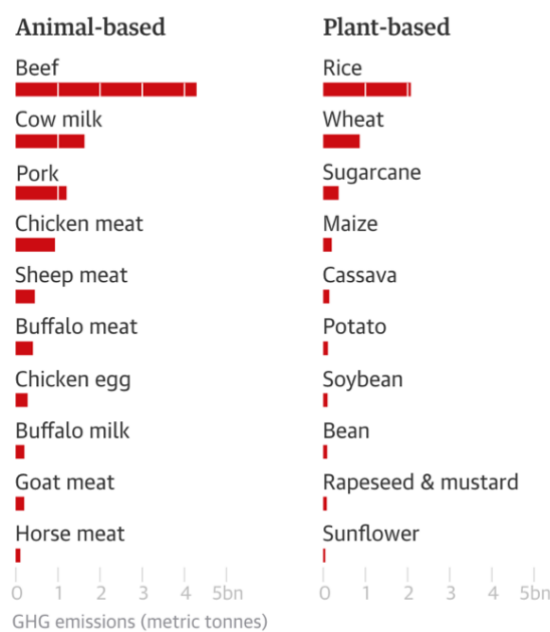 Animal-based
Beef
Cow milk
Pork
Chicken meat
Sheep meat
Buffalo meat
Chicken egg
Buffalo milk
Goat meat
Horse meat
0 1 2 3 4 5bn
GHG emissions (metric tonnes)
Plant-based
Rice
Wheat
Sugarcane
Maize
Cassava
Potato
Soybean
Bean
Rapeseed & mustard
Sunflower
0 1 2 3 4 5bn